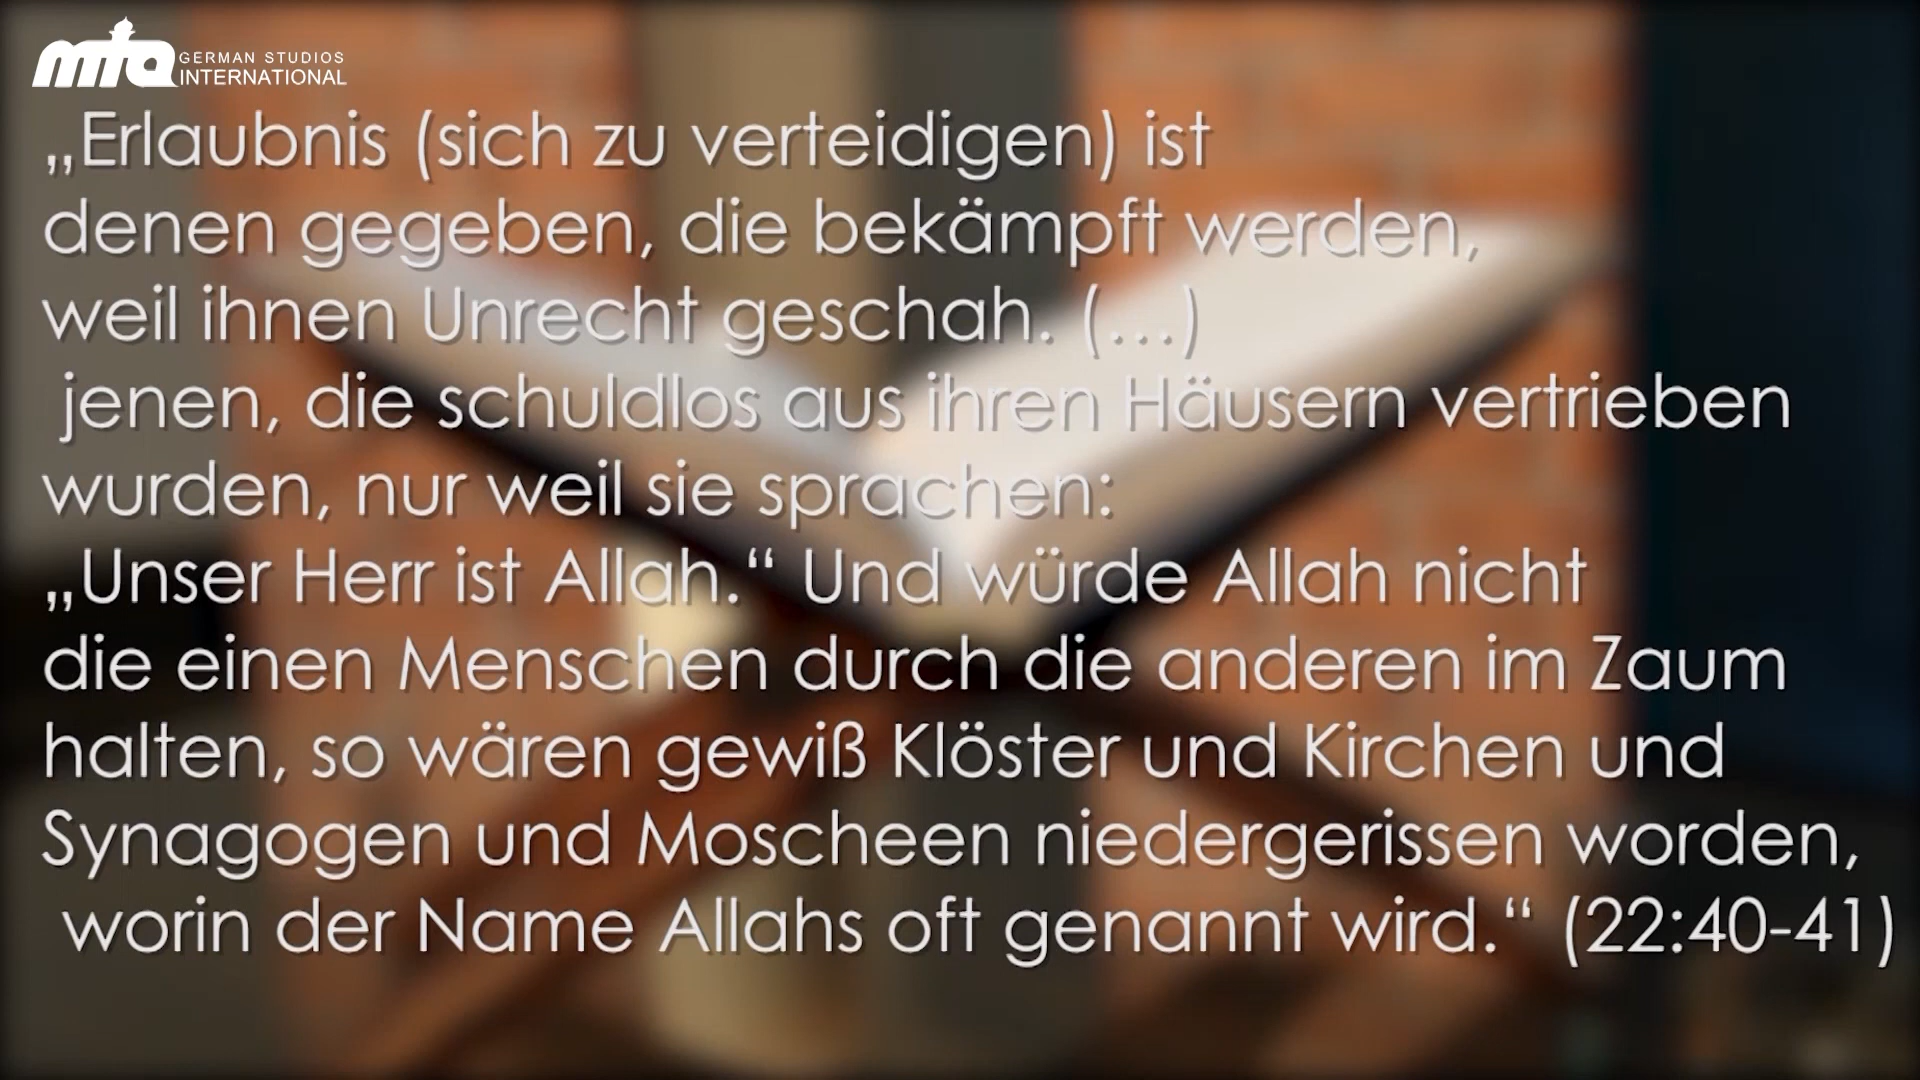 mta GERMAN STUDIOS
INTERNATIONAL
„Erlaubnis (sich zu verteidigen) ist
denen gegeben, die bekämpft werden,
weil ihnen Unrecht geschah. (…)
jenen, die schuldlos aus ihren Häusern vertrieben
wurden, nur weil sie sprachen:
„Unser Herr ist Allah.“ Und würde Allah nicht
die einen Menschen durch die anderen im Zaum
halten, so wären gewiß Klöster und Kirchen und
Synagogen und Moscheen niedergerissen worden,
worin der Name Allahs oft genannt wird.“ (22:40-41)